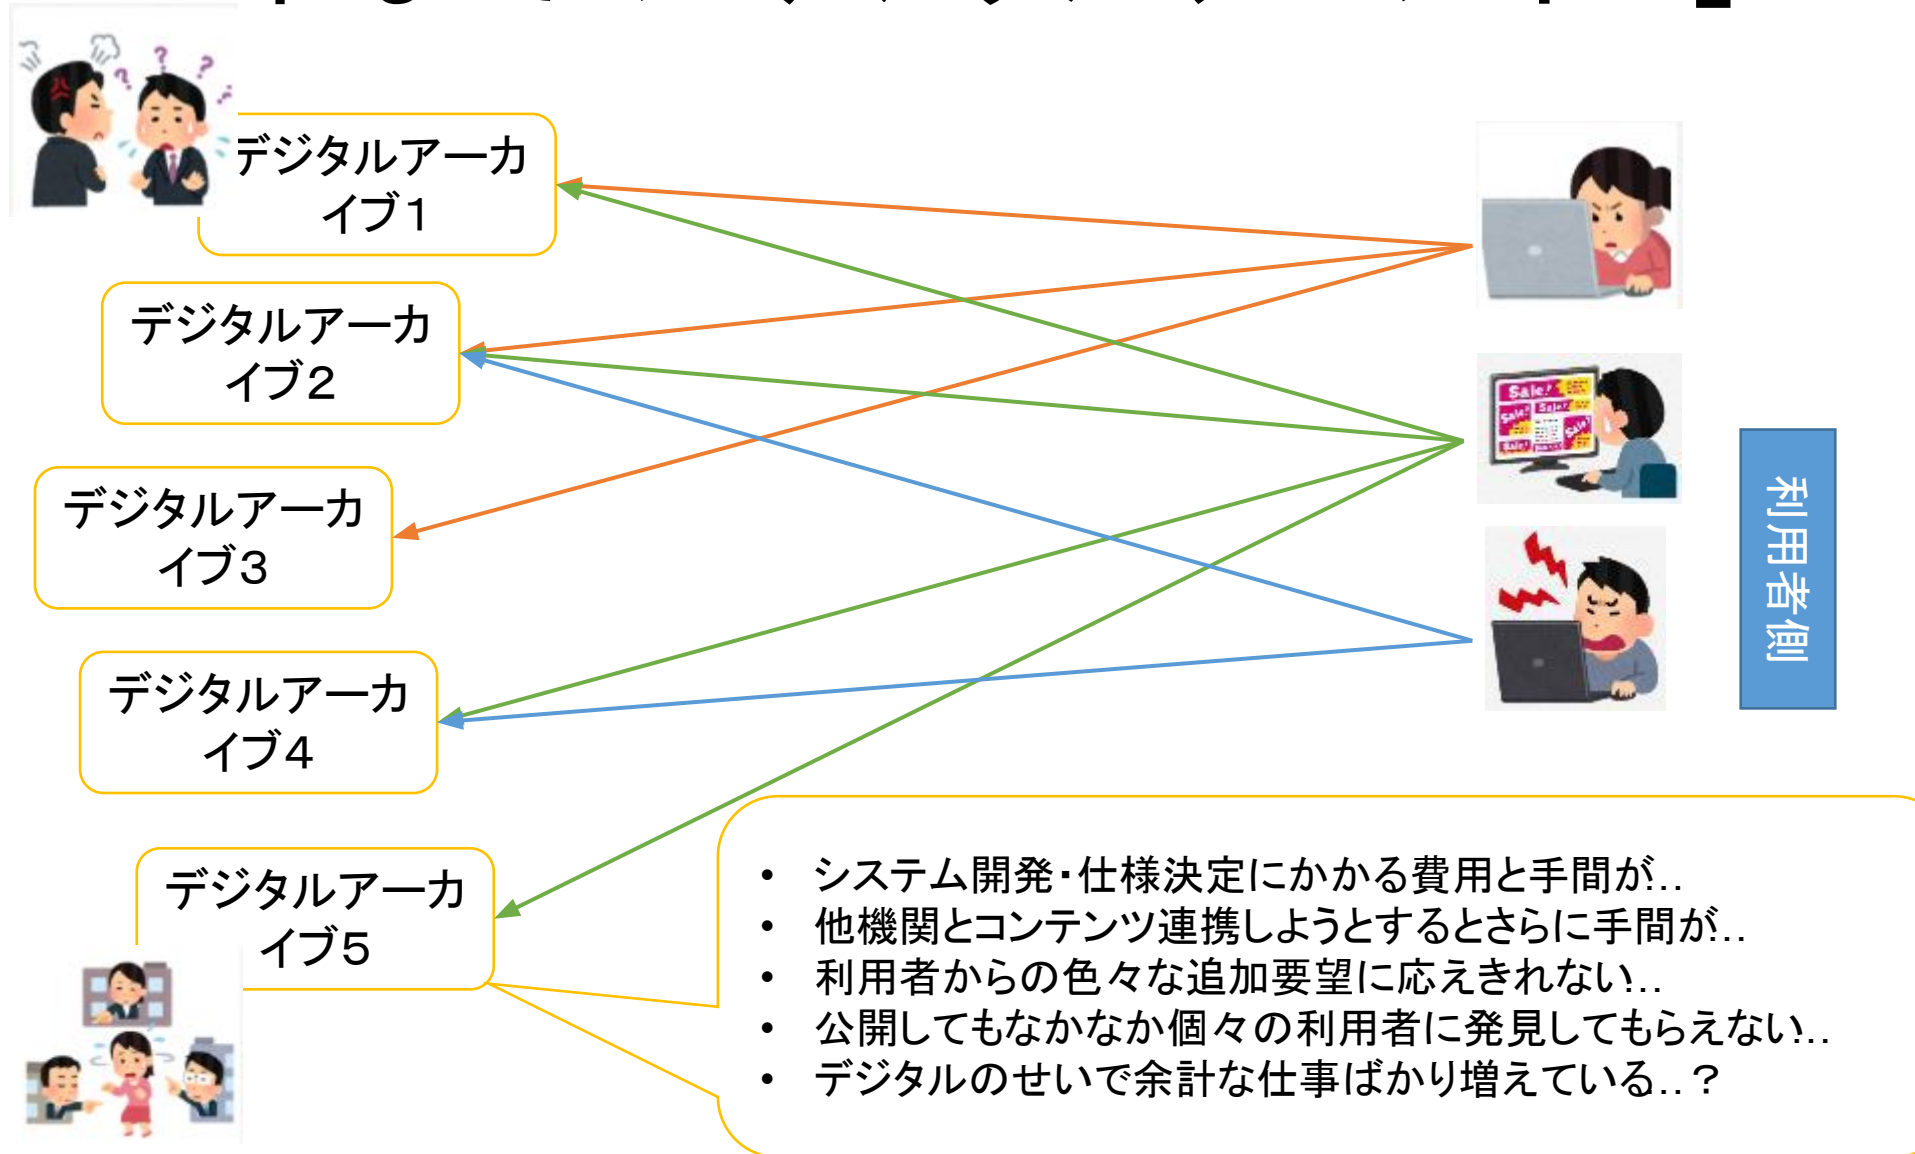 デジタルアーカ
イブ１
デジタルアーカ
イブ２
デジタルアーカ
イブ３
デジタルアーカ
イブ４
デジタルアーカ
イブ５
Sale!
Sale!
Sale!
Sale!
Sale!
Sale!
利用者側
• システム開発・仕様決定にかかる費用と手間が…
• 他機関とコンテンツ連携しようとするとさらに手間が…
• 利用者からの色々な追加要望に応えきれない…
• 公開してもなかなか個々の利用者に発見してもらえない…
• デジタルのせいで余計な仕事ばかり増えている…？